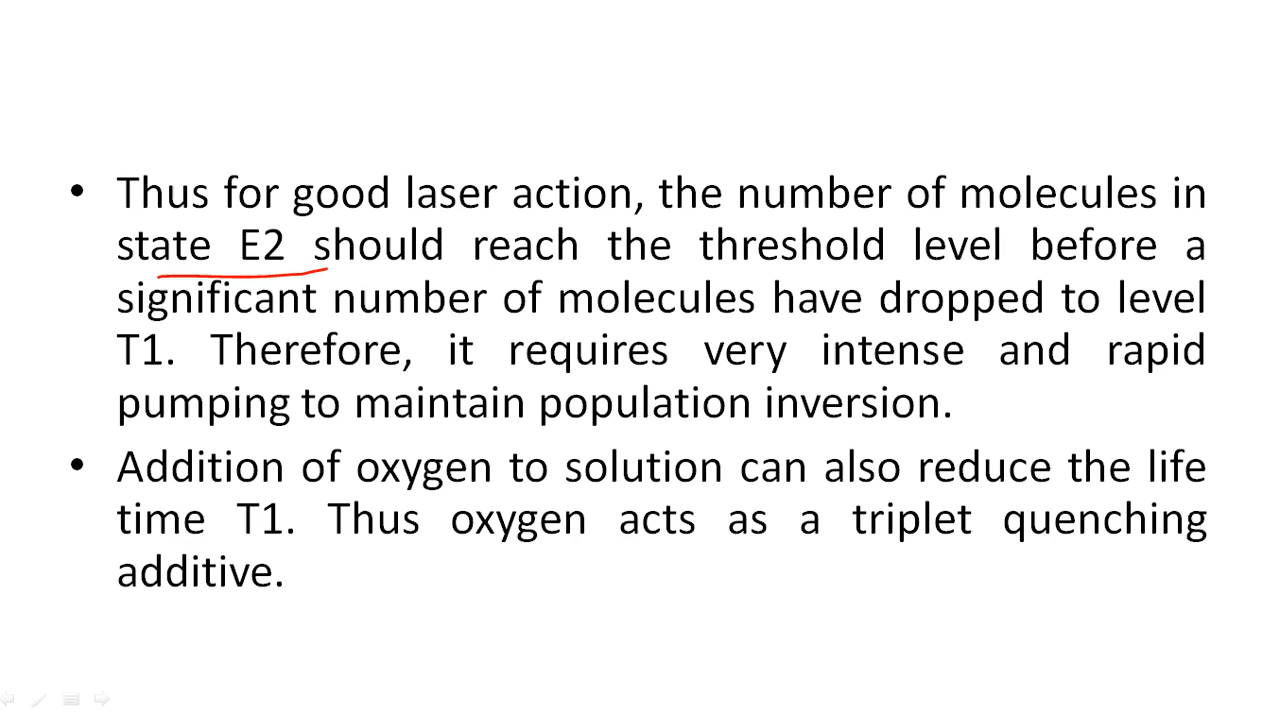 • Thus for good laser action, the number of molecules in
state E2 should reach the threshold level before a
significant number of molecules have dropped to level
T1. Therefore, it requires very intense and rapid
pumping to maintain population inversion.
• Addition of oxygen to solution can also reduce the life
time T1. Thus oxygen acts as a triplet quenching
additive.